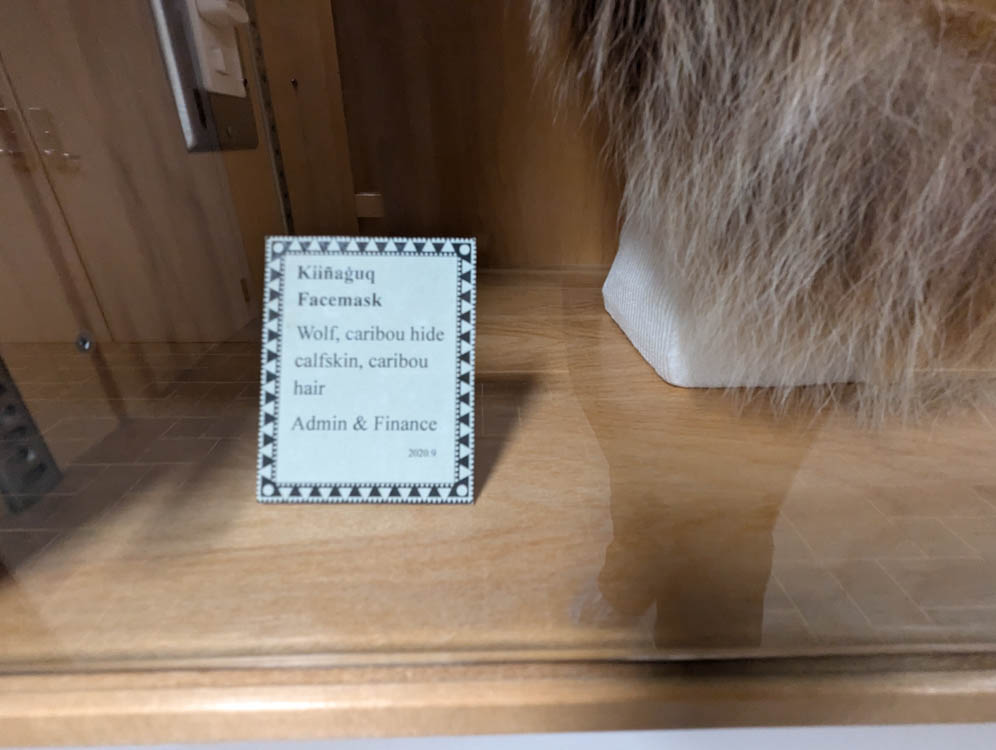 Kiiñaġuq
Facemask
Wolf, caribou hide
calfskin, caribou
hair
Admin & Finance
2020.9